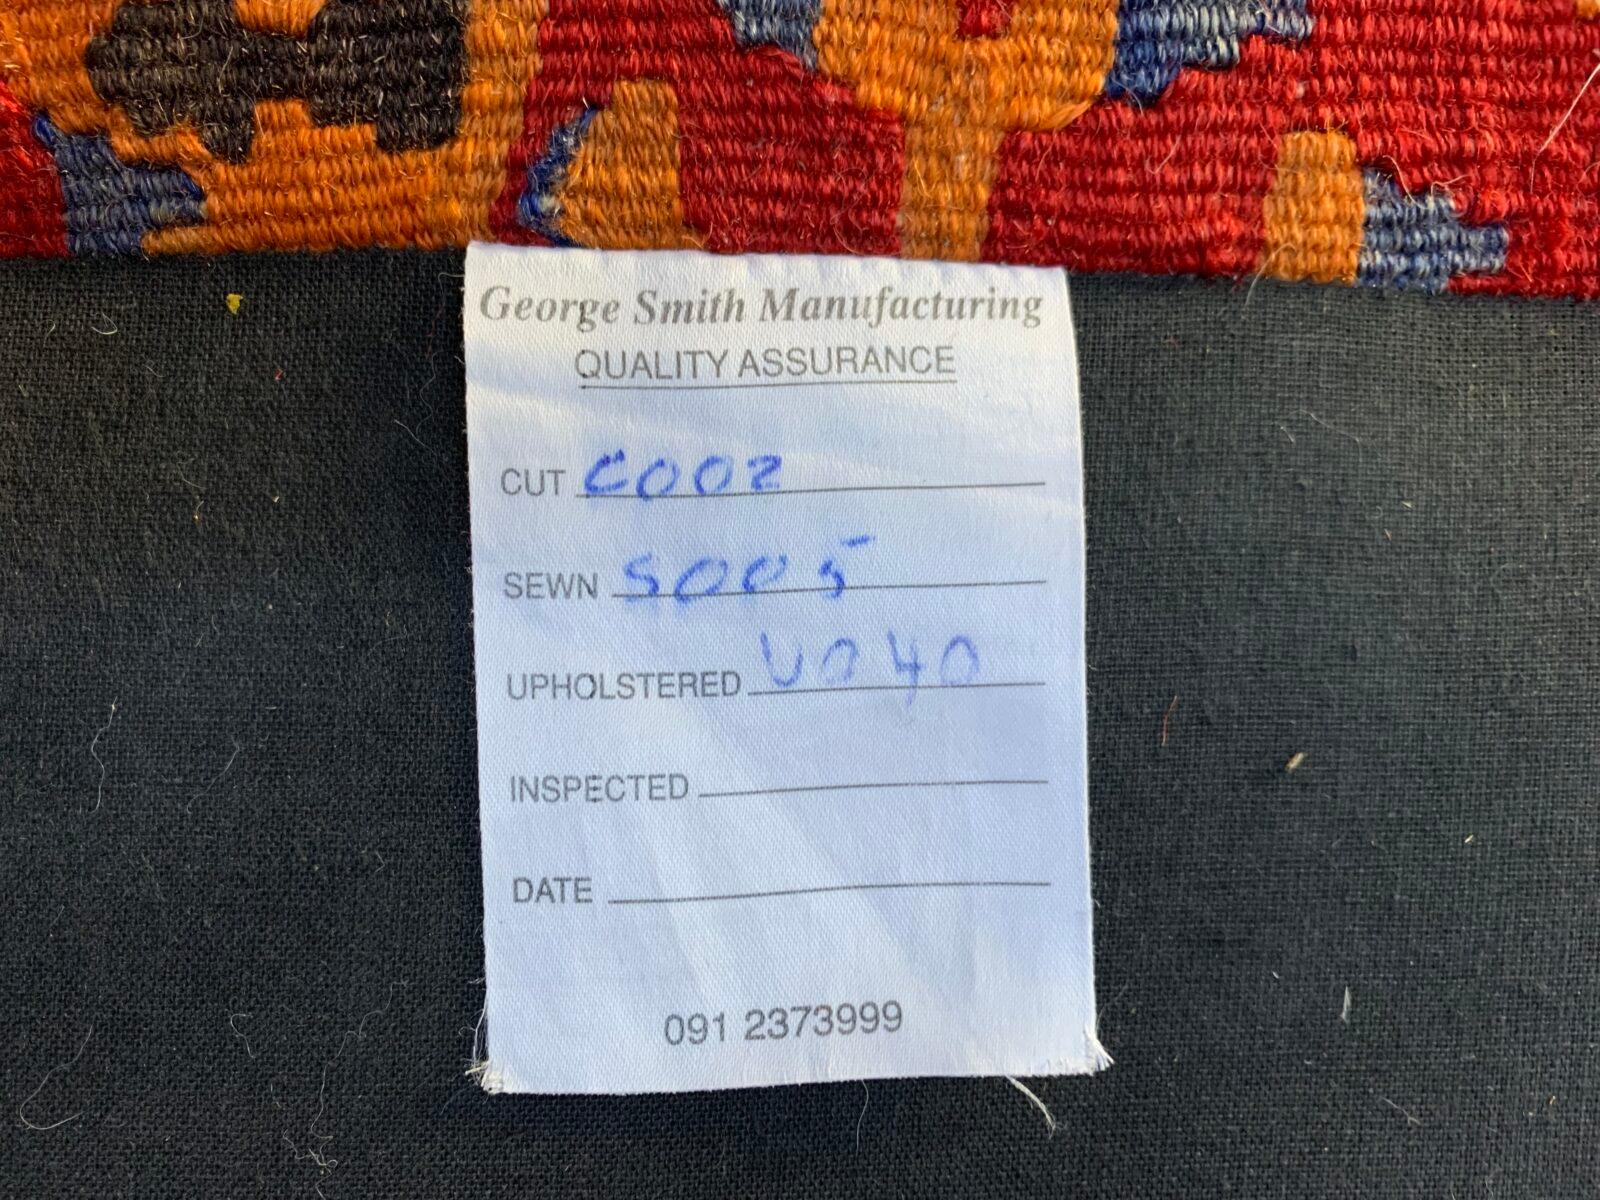 George Smith Manufacturing
QUALITY ASSURANCE
CUT C002
SEWN S005
UPHOLSTERED U040
INSPECTED
DATE
091 2373999